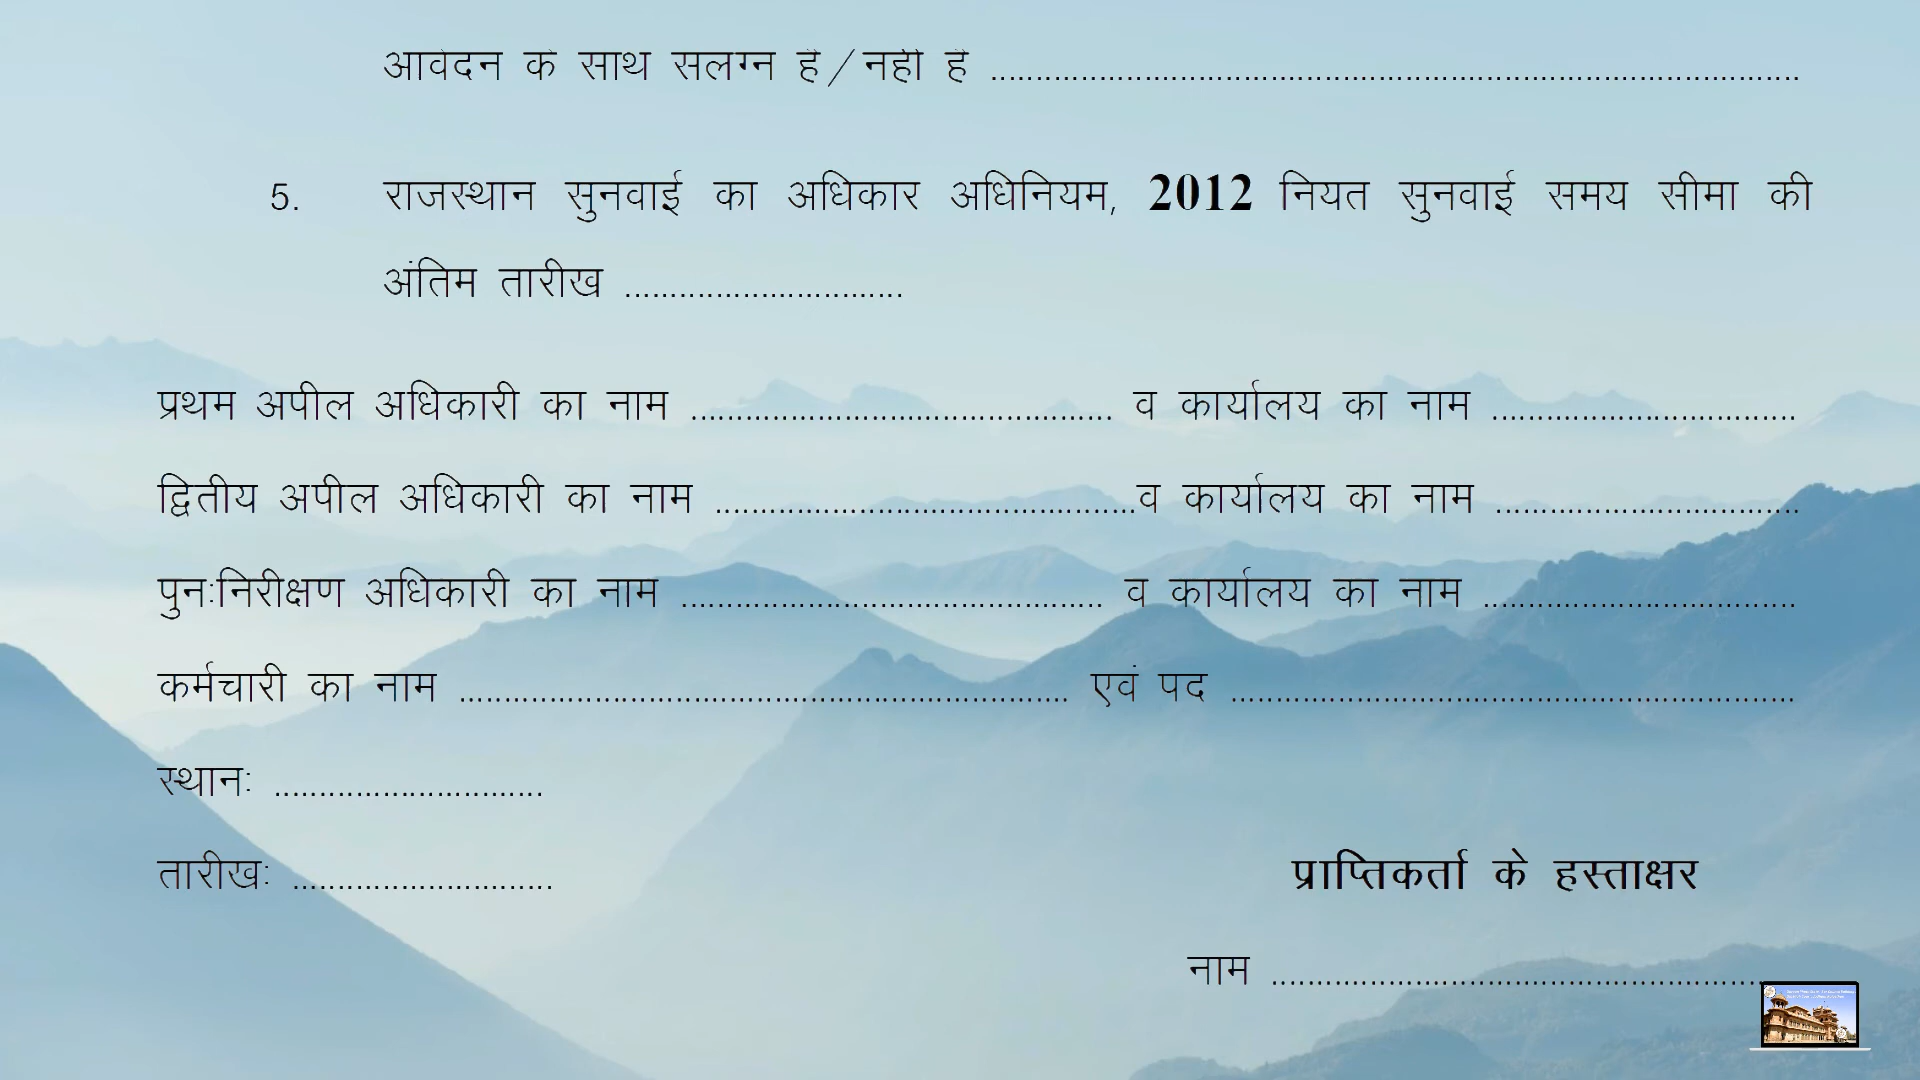 आवेदन के साथ संलग्न है/नहीं है ..........................................................................................
5. राजस्थान सुनवाई का अधिकार अधिनियम, 2012 नियत सुनवाई समय सीमा की
अंतिम तारीख ...............................
प्रथम अपील अधिकारी का नाम ............................................... व कार्यालय का नाम ..................................
द्वितीय अपील अधिकारी का नाम ...............................................व कार्यालय का नाम ..................................
पुनःनिरीक्षण अधिकारी का नाम ............................................... व कार्यालय का नाम ...................................
कर्मचारी का नाम .................................................................... एवं पद ...............................................................
स्थानः ..............................
तारीखः .............................
प्राप्तिकर्ता के हस्ताक्षर
नाम ......................................................